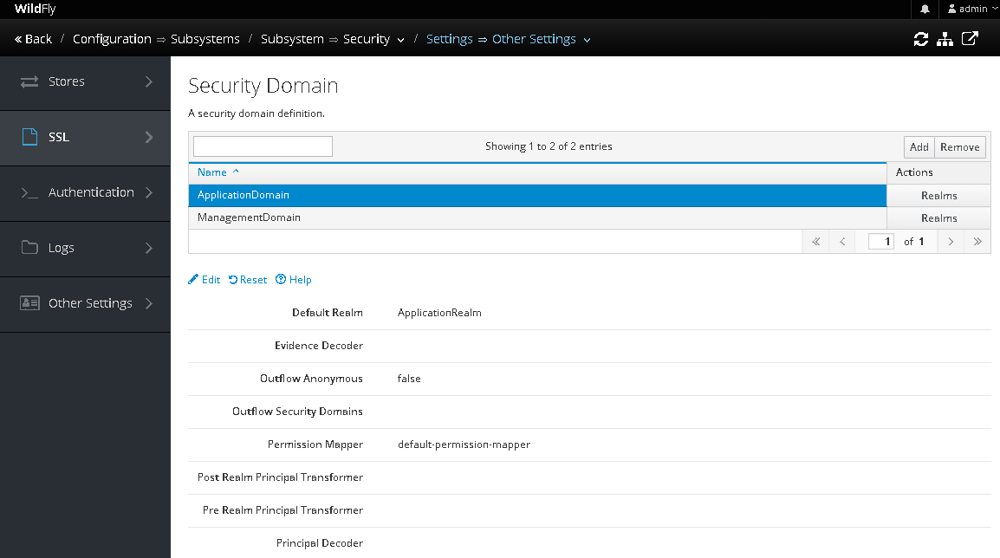 WildFly
admin
« Back / Configuration ⇒ Subsystems / Subsystem ⇒ Security / Settings ⇒ Other Settings
Stores
SSL
Authentication
Logs
Other Settings
Security Domain
A security domain definition.
Showing 1 to 2 of 2 entries
Add Remove
Name Actions
ApplicationDomain Realms
ManagementDomain Realms
« < 1 of 1 > »
Edit Reset Help
Default Realm ApplicationRealm
Evidence Decoder
Outflow Anonymous false
Outflow Security Domains
Permission Mapper default-permission-mapper
Post Realm Principal Transformer
Pre Realm Principal Transformer
Principal Decoder